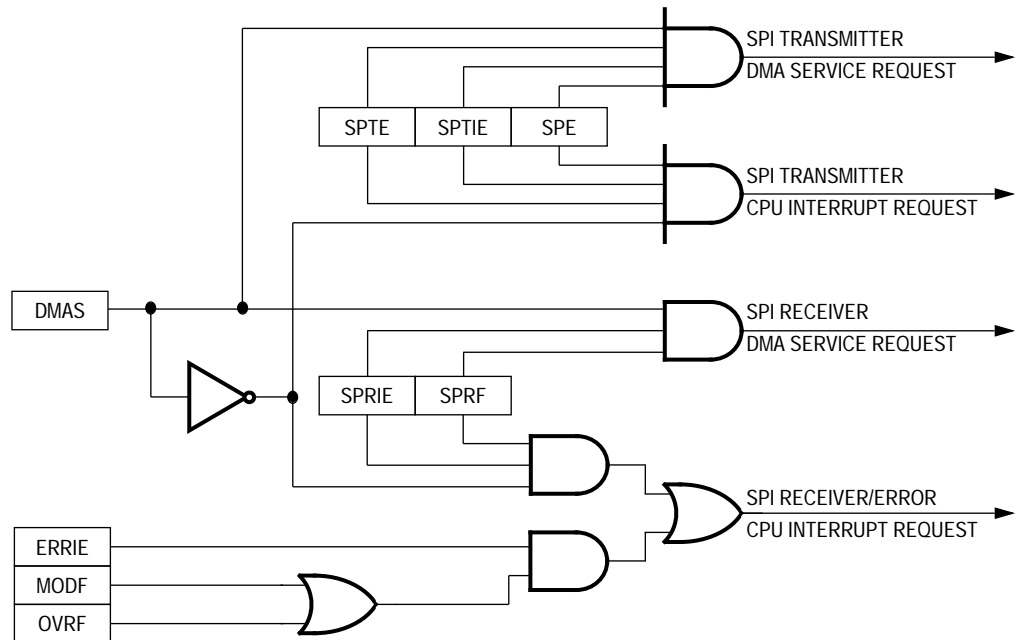 SPI TRANSMITTER
DMA SERVICE REQUEST
SPTE SPTIE SPE
SPI TRANSMITTER
CPU INTERRUPT REQUEST
DMAS
SPI RECEIVER
DMA SERVICE REQUEST
SPRIE SPRF
SPI RECEIVER/ERROR
CPU INTERRUPT REQUEST
ERRIE
MODF
OVRF